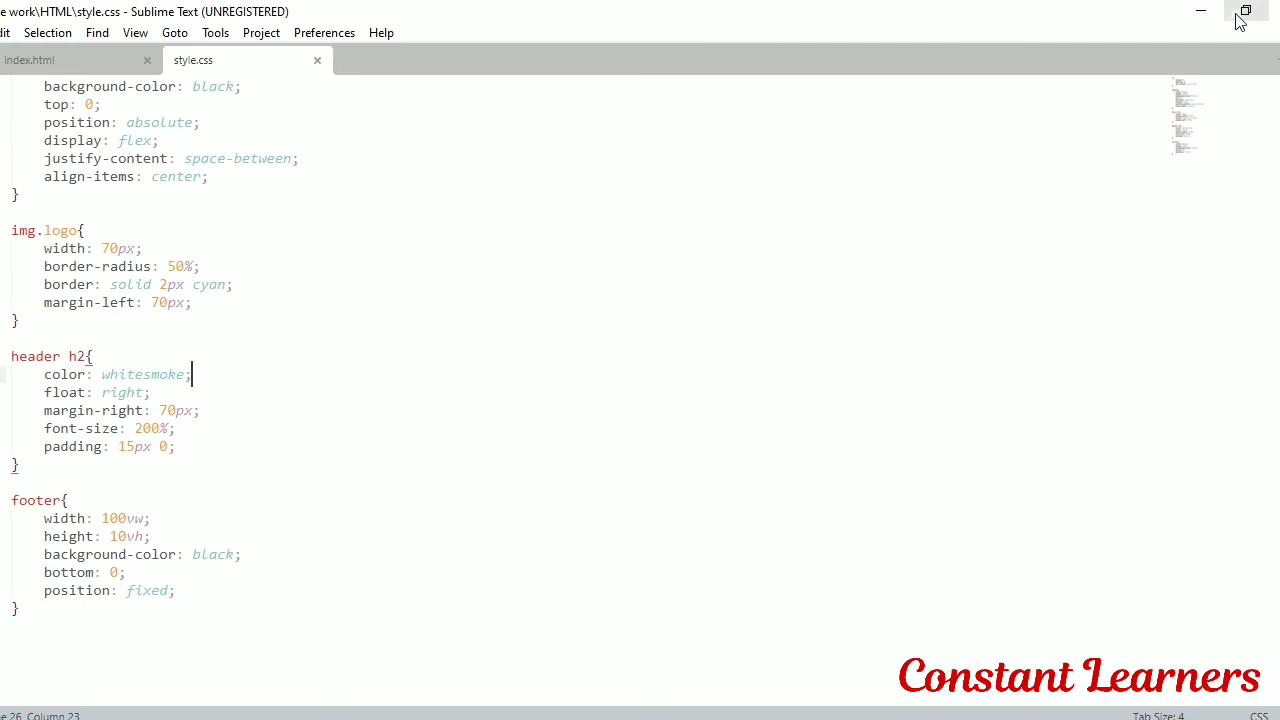 e work\HTML\style.css - Sublime Text (UNREGISTERED)
dit Selection Find View Goto Tools Project Preferences Help
index.html × style.css ×
background-color: black;
top: 0;
position: absolute;
display: flex;
justify-content: space-between;
align-items: center;
}
img.logo{
width: 70px;
border-radius: 50%;
border: solid 2px cyan;
margin-left: 70px;
}
header h2{
color: whitesmoke;
float: right;
margin-right: 70px;
font-size: 200%;
padding: 15px 0;
}
footer{
width: 100vw;
height: 10vh;
background-color: black;
bottom: 0;
position: fixed;
}
Constant Learners
e 26, Column 23 Tab Size: 4 CSS